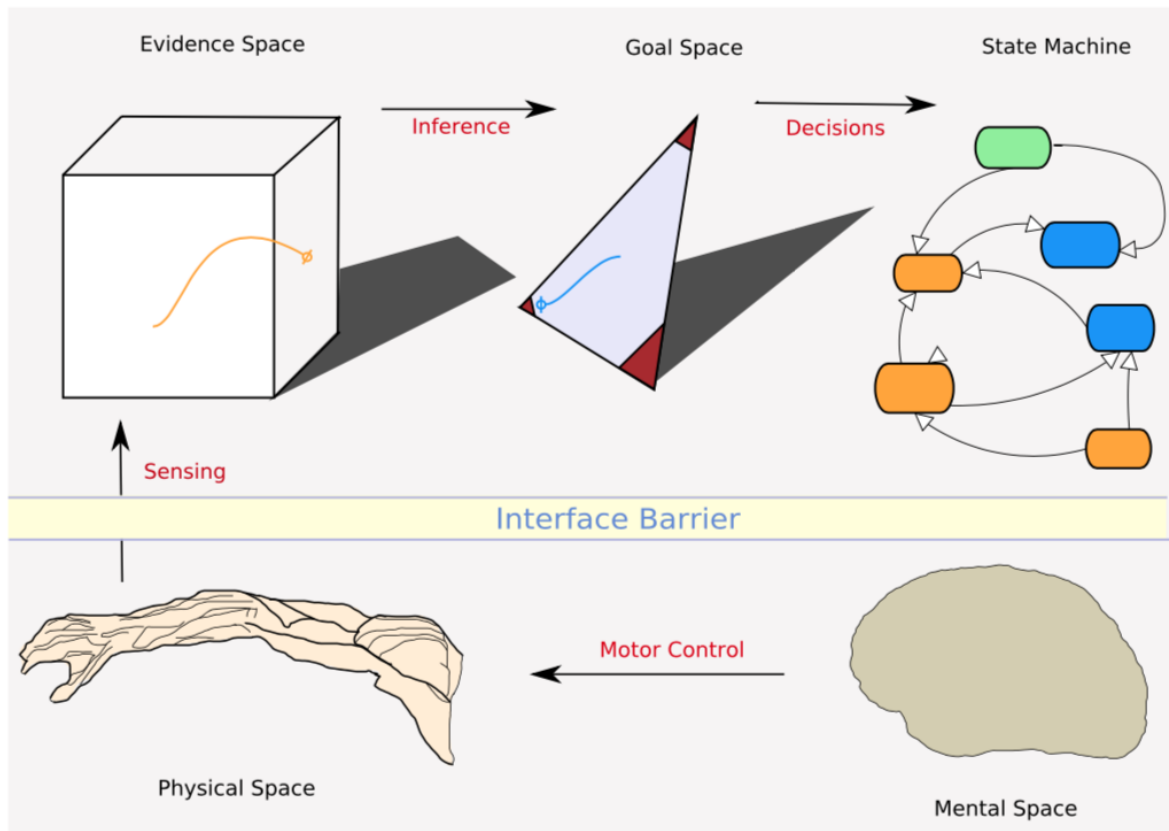 Evidence Space
Goal Space
State Machine
Inference
Decisions
Sensing
Interface Barrier
Motor Control
Physical Space
Mental Space